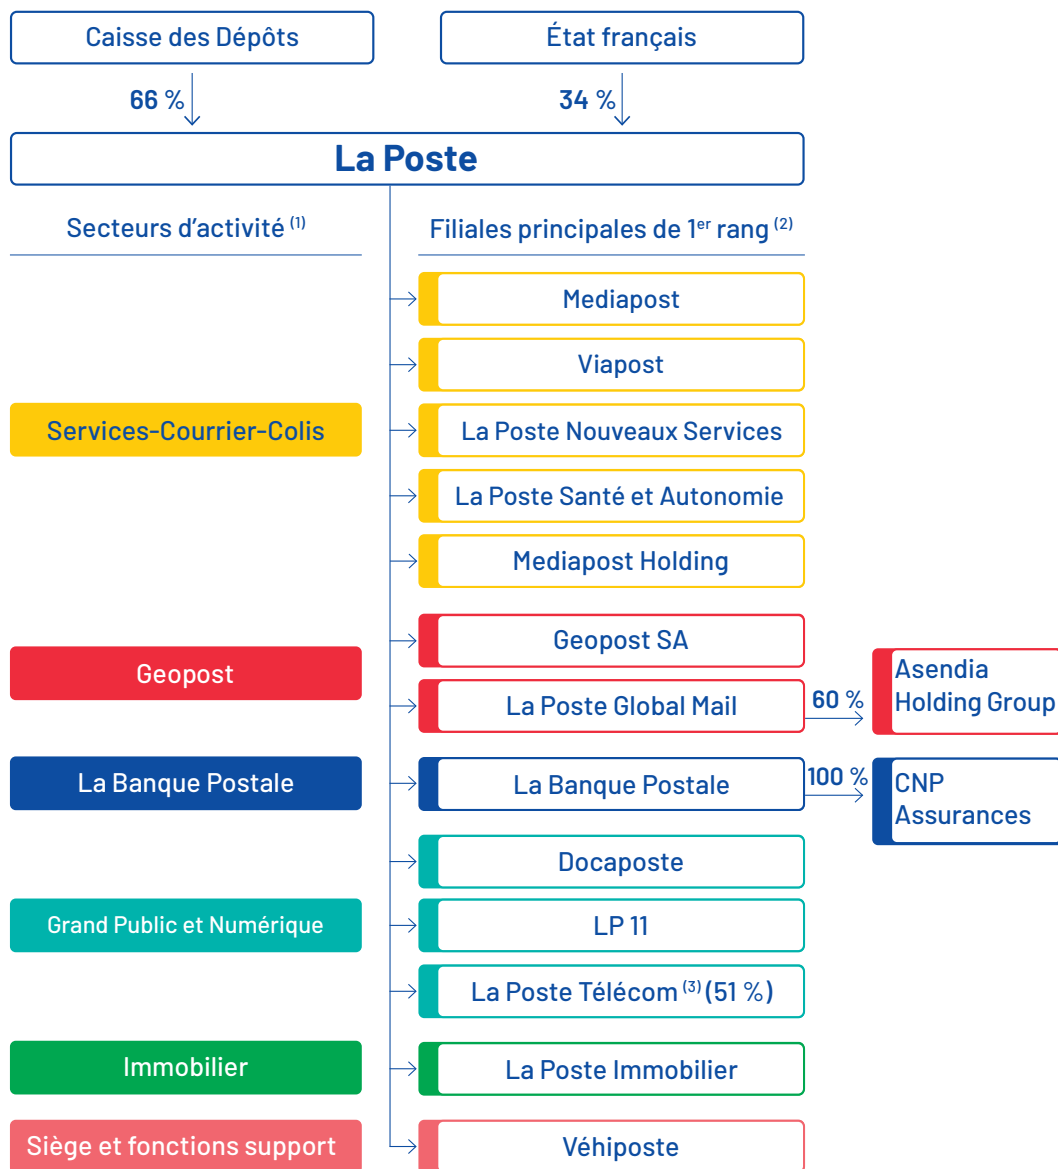 Caisse des Dépôts
État français
66 %
34 %
La Poste
Secteurs d'activité (1)
Filiales principales de 1er rang (2)
Mediapost
Viapost
Services-Courrier-Colis
La Poste Nouveaux Services
La Poste Santé et Autonomie
Mediapost Holding
Geopost
Geopost SA
La Poste Global Mail
60 %
Asendia
Holding Group
La Banque Postale
La Banque Postale
100 %
CNP
Assurances
Docaposte
Grand Public et Numérique
LP 11
La Poste Télécom (3) (51 %)
Immobilier
La Poste Immobilier
Siège et fonctions support
Véhiposte